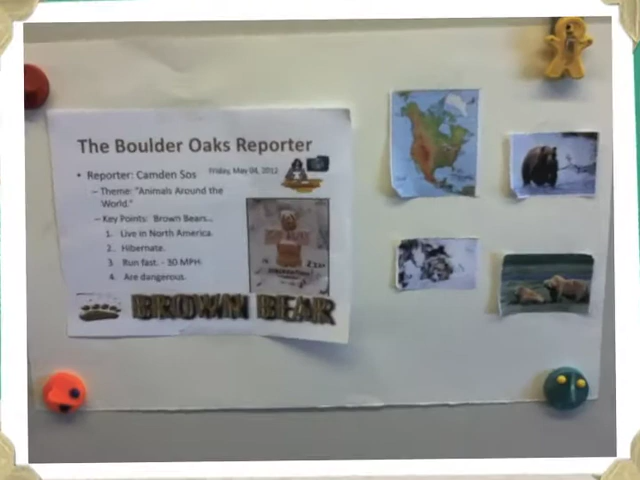 The Boulder Oaks Reporter
• Reporter: Camden Sos
Friday, May 04, 2012
– Theme: "Animals Around the
World."
– Key Points: Brown Bears...
1. Live in North America.
2. Hibernate.
3. Run fast. - 30 MPH.
4. Are dangerous.
BROWN BEAR